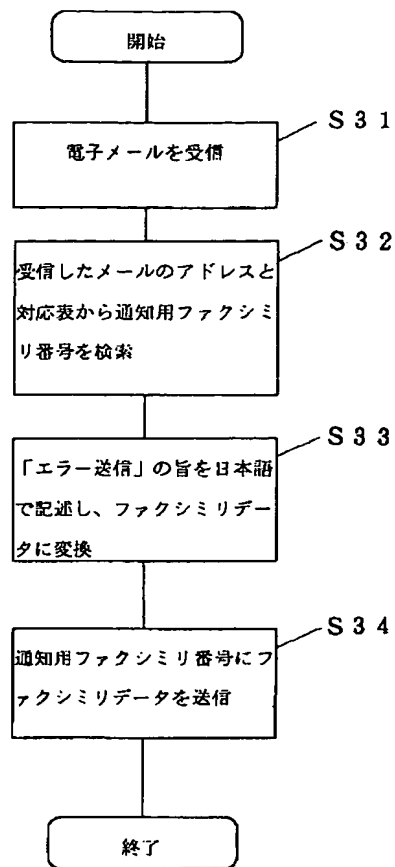 開始
S31
電子メールを受信
S32
受信したメールのアドレスと
対応表から通知用ファクシミ
リ番号を検索
S33
「エラー送信」の旨を日本語
で記述し、ファクシミリデー
タに変換
S34
通知用ファクシミリ番号にフ
ァクシミリデータを送信
終了